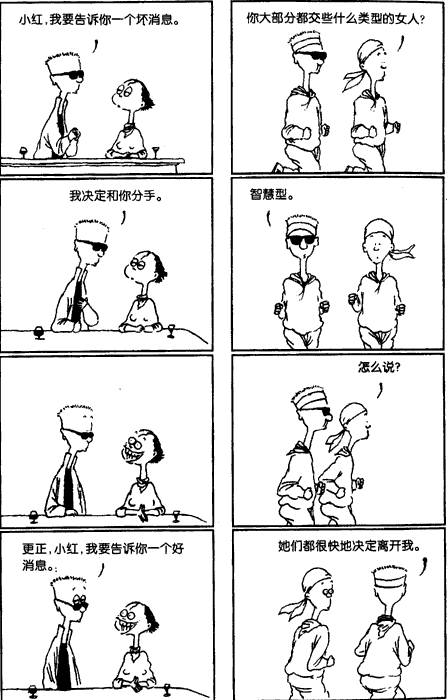 小红，我要告诉你一个坏消息。
我决定和你分手。
更正，小红，我要告诉你一个好
消息。
你大部分都交些什么类型的女人？
智慧型。
怎么说？
她们都很快地决定离开我。